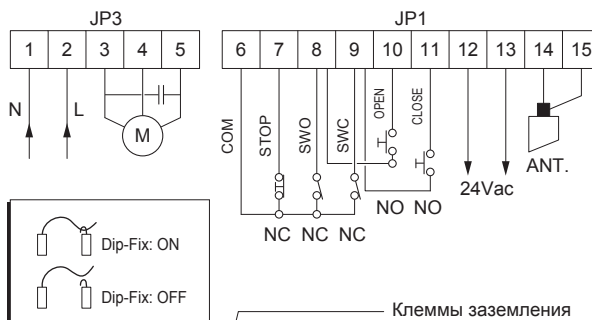 JP3
JP1
1 2 3 4 5
6 7 8 9 10 11 12 13 14 15
N
L
M
COM
STOP
SWO
SWC
OPEN
CLOSE
24Vac
ANT.
NO NO
NC NC NC
Dip-Fix: ON
Dip-Fix: OFF
Клеммы заземления